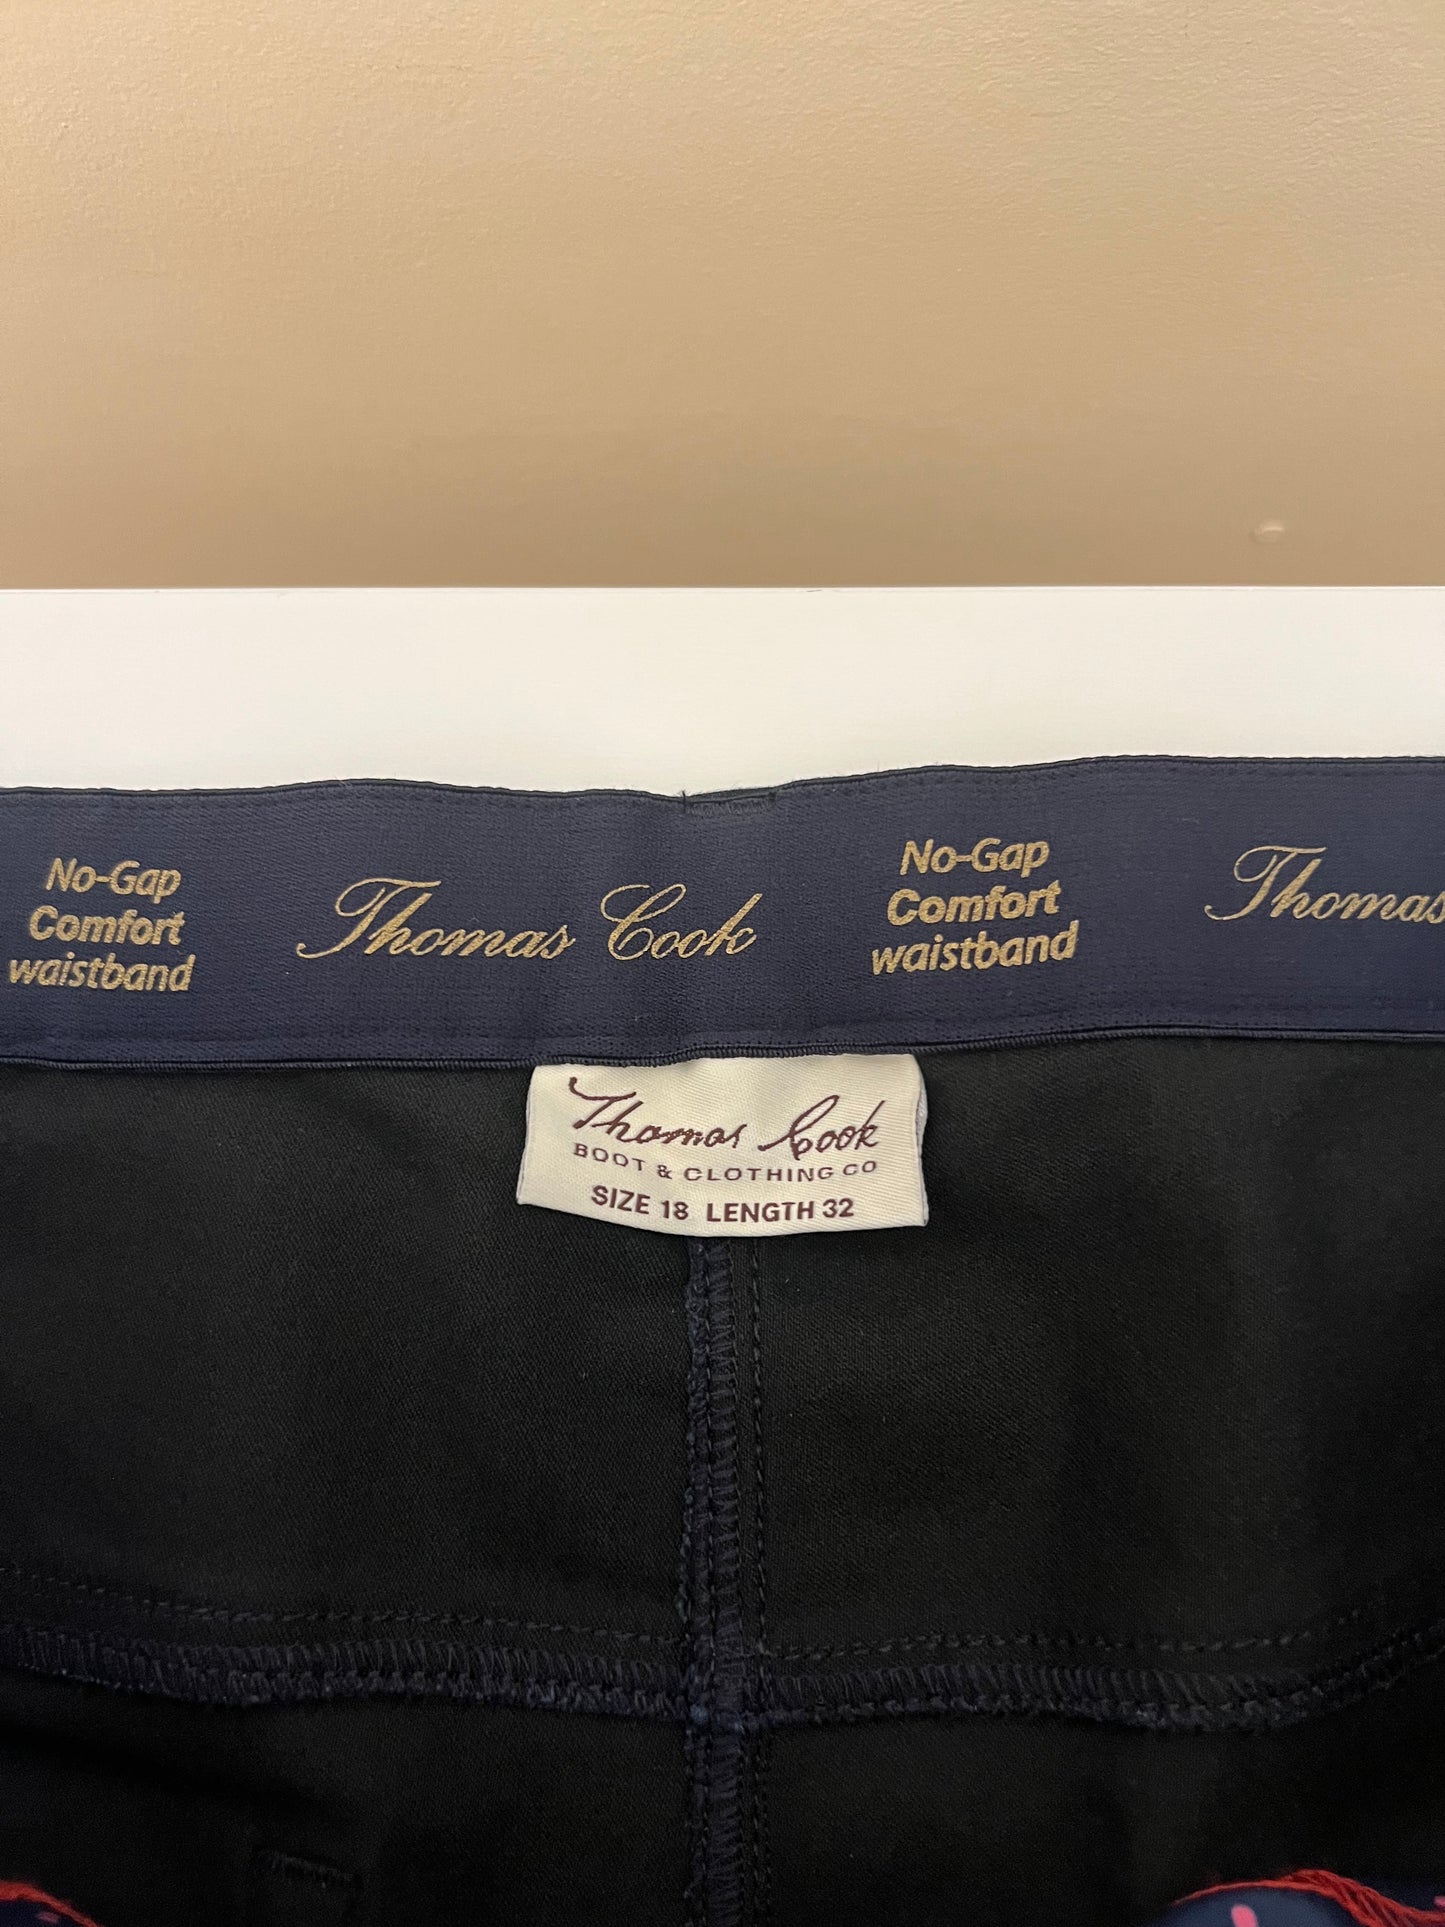 No-Gap
Comfort
waistband
Thomas Cook
No-Gap
Comfort
waistband
Thomas
Thomas Cook
BOOT & CLOTHING CO
SIZE 18 LENGTH 32